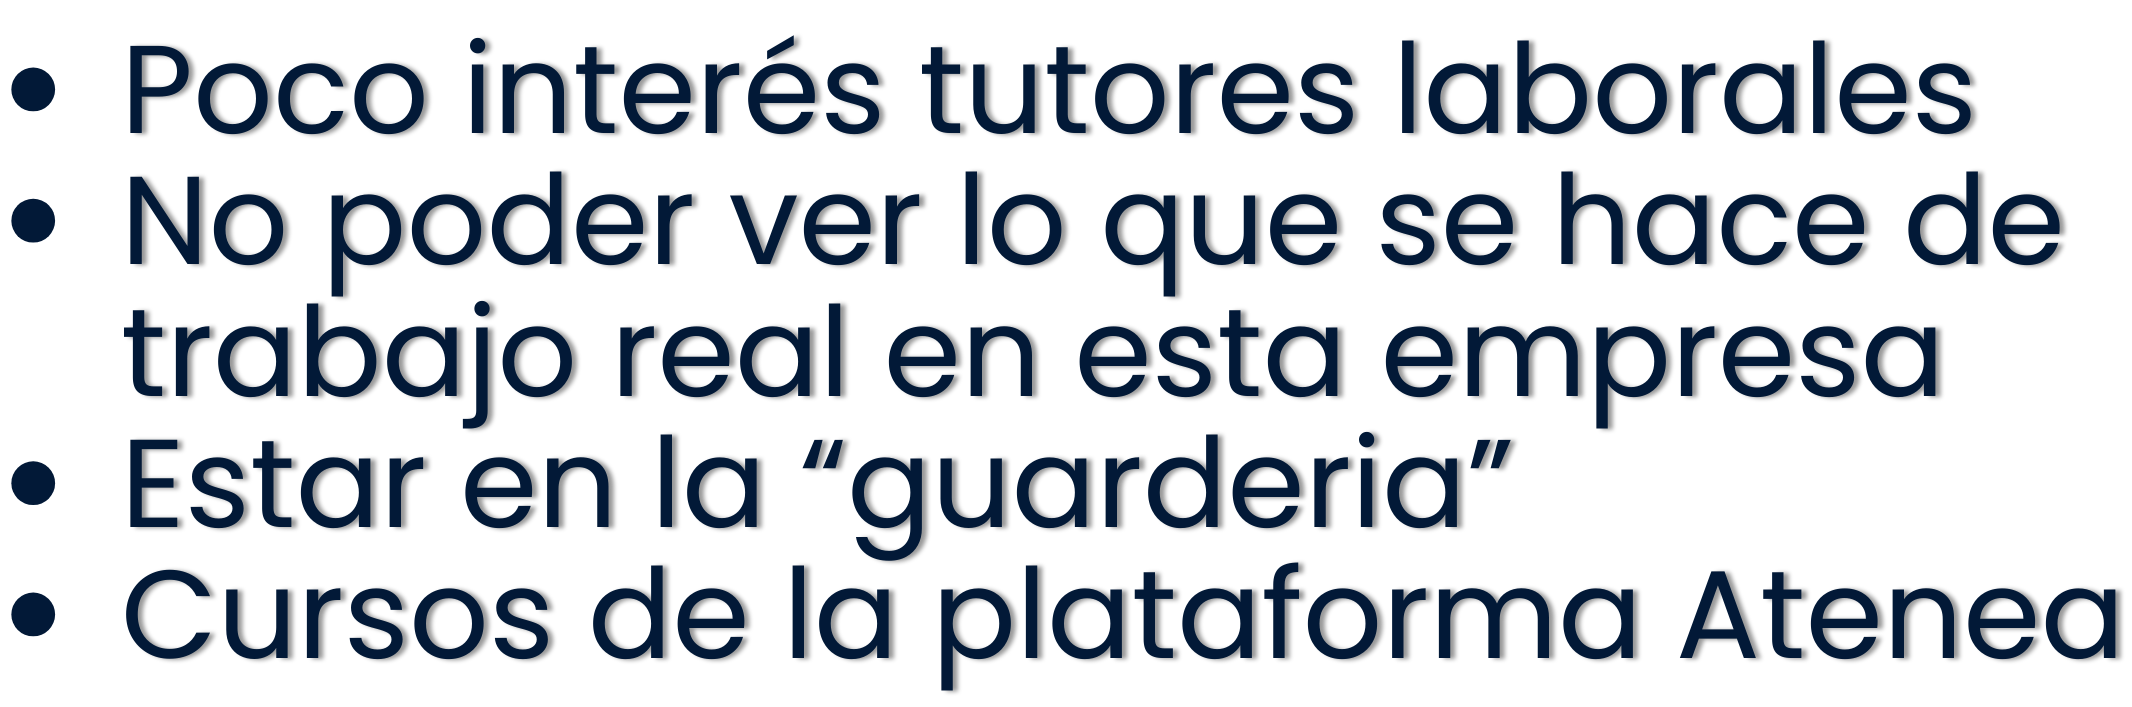 • Poco interés tutores laborales
• No poder ver lo que se hace de
trabajo real en esta empresa
• Estar en la “guarderia”
• Cursos de la plataforma Atenea